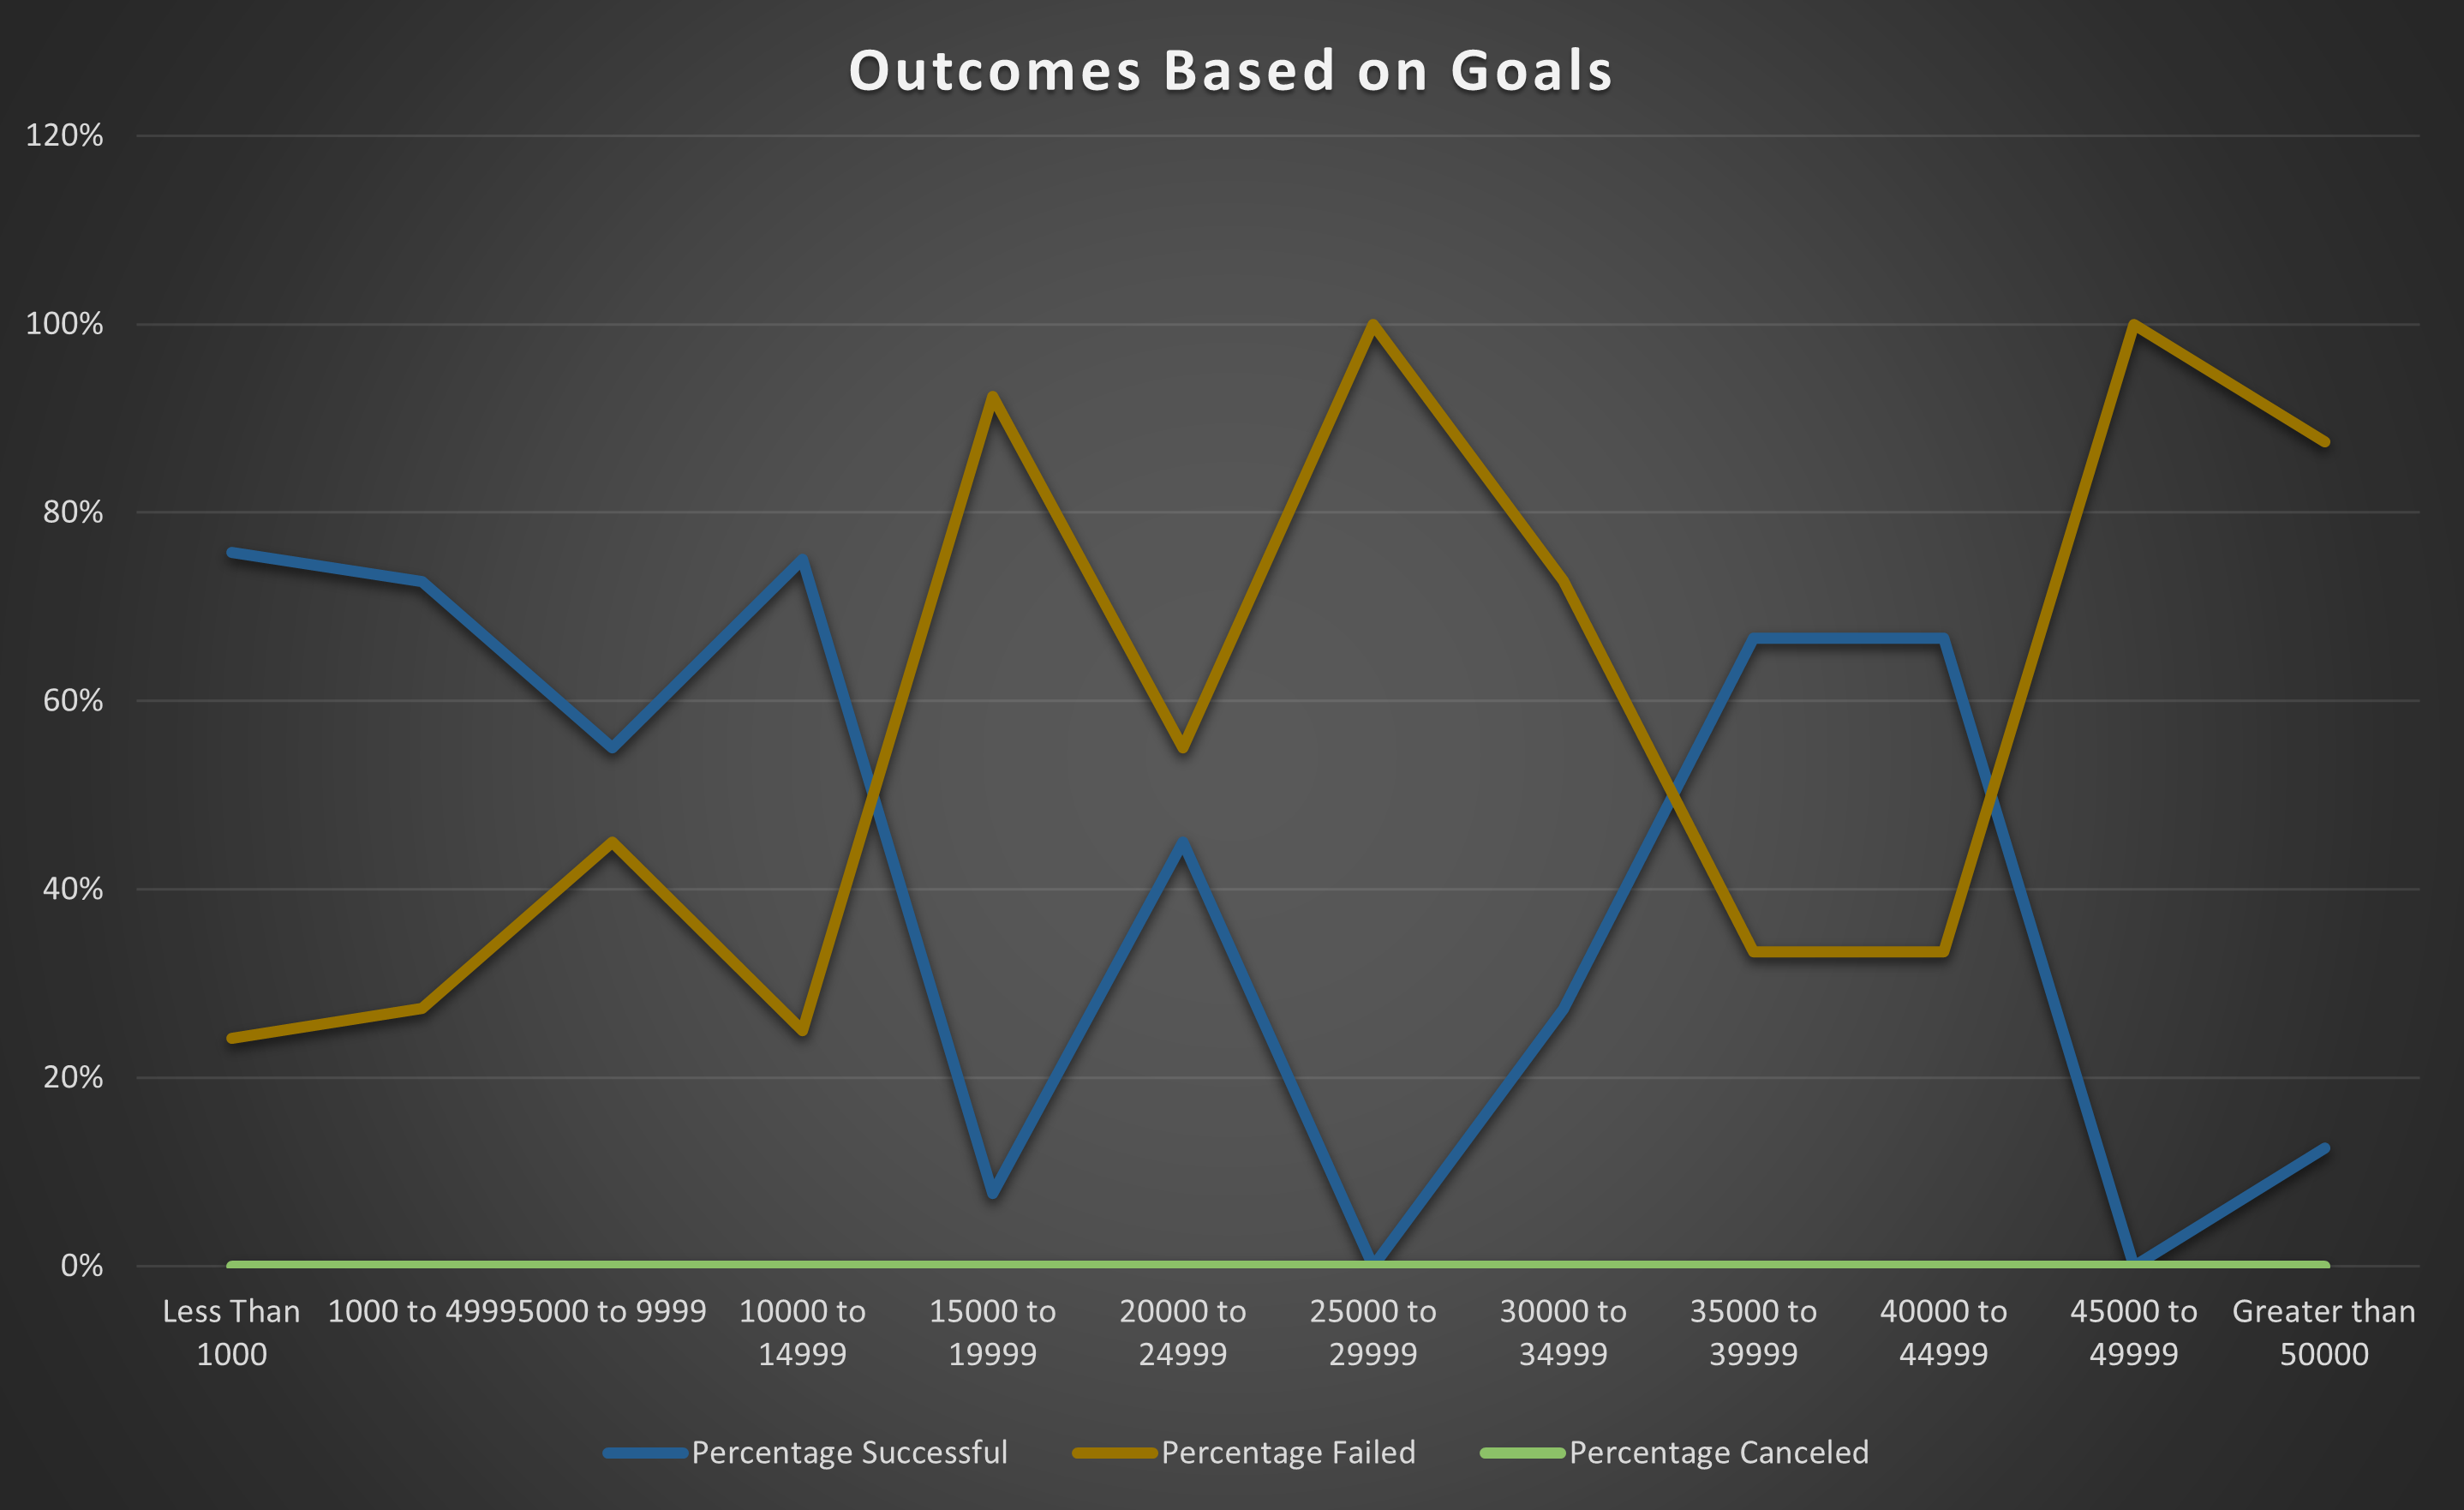 Outcomes Based on Goals
120%
100%
80%
60%
40%
20%
0%
Less Than
1000
1000 to 4999
5000 to 9999
10000 to
14999
15000 to
19999
20000 to
24999
25000 to
29999
30000 to
34999
35000 to
39999
40000 to
44999
45000 to
49999
Greater than
50000
Percentage Successful
Percentage Failed
Percentage Canceled